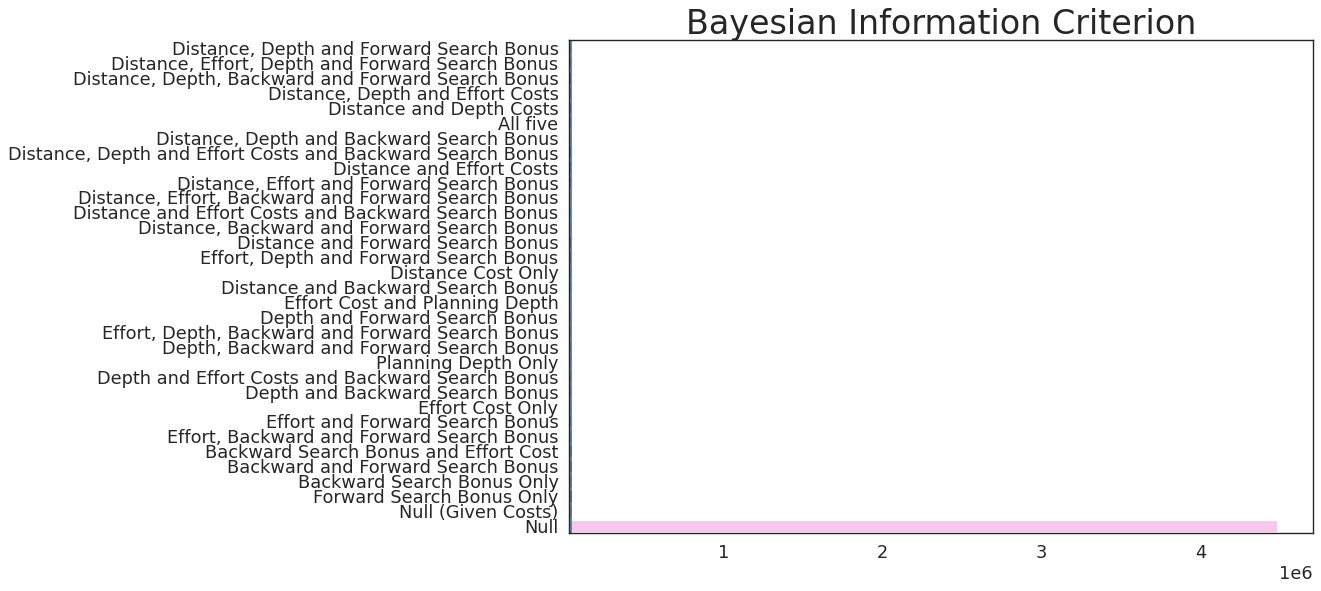 Bayesian Information Criterion
Distance, Depth and Forward Search Bonus
Distance, Effort, Depth and Forward Search Bonus
Distance, Depth, Backward and Forward Search Bonus
Distance, Depth and Effort Costs
Distance and Depth Costs
All five
Distance, Depth and Backward Search Bonus
Distance, Depth and Effort Costs and Backward Search Bonus
Distance and Effort Costs
Distance, Effort and Forward Search Bonus
Distance, Effort, Backward and Forward Search Bonus
Distance and Effort Costs and Backward Search Bonus
Distance, Backward and Forward Search Bonus
Distance and Forward Search Bonus
Effort, Depth and Forward Search Bonus
Distance Cost Only
Distance and Backward Search Bonus
Effort Cost and Planning Depth
Depth and Forward Search Bonus
Effort, Depth, Backward and Forward Search Bonus
Depth, Backward and Forward Search Bonus
Planning Depth Only
Depth and Effort Costs and Backward Search Bonus
Depth and Backward Search Bonus
Effort Cost Only
Effort and Forward Search Bonus
Effort, Backward and Forward Search Bonus
Backward Search Bonus and Effort Cost
Backward and Forward Search Bonus
Backward Search Bonus Only
Forward Search Bonus Only
Null (Given Costs)
Null
1 2 3 4
1e6